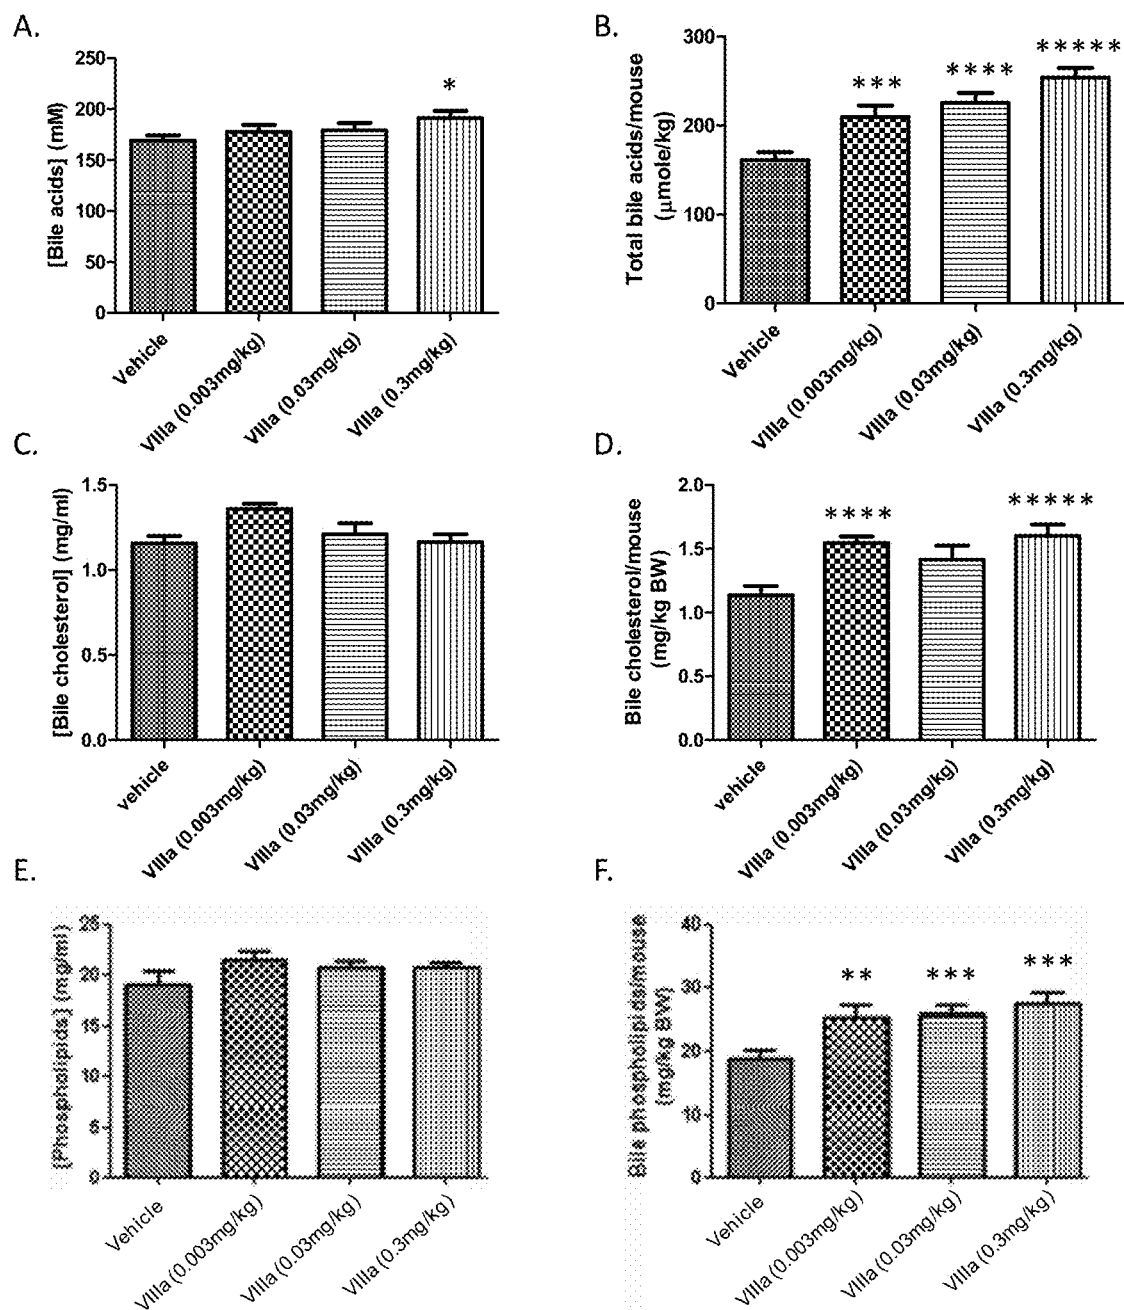 A.
[Bile acids] (mM)
250
200
150
100
50
0
*
Vehicle
VIIIa (0.003mg/kg)
VIIIa (0.03mg/kg)
VIIIa (0.3mg/kg)
B.
Total bile acids/mouse
(µmole/kg)
300
200
100
0
***
****
*****
Vehicle
VIIIa (0.003mg/kg)
VIIIa (0.03mg/kg)
VIIIa (0.3mg/kg)
C.
[Bile cholesterol] (mg/ml)
1.5
1.0
0.5
0.0
vehicle
VIIIa (0.003mg/kg)
VIIIa (0.03mg/kg)
VIIIa (0.3mg/kg)
D.
Bile cholesterol/mouse
(mg/kg BW)
2.0
1.5
1.0
0.5
0.0
****
*****
vehicle
VIIIa (0.003mg/kg)
VIIIa (0.03mg/kg)
VIIIa (0.3mg/kg)
E.
[Phospholipids] (mg/ml)
25
20
15
10
5
0
Vehicle
VIIIa (0.003mg/kg)
VIIIa (0.03mg/kg)
VIIIa (0.3mg/kg)
F.
Bile phospholipids/mouse
(mg/kg BW)
40
30
20
10
0
**
***
***
Vehicle
VIIIa (0.003mg/kg)
VIIIa (0.03mg/kg)
VIIIa (0.3mg/kg)